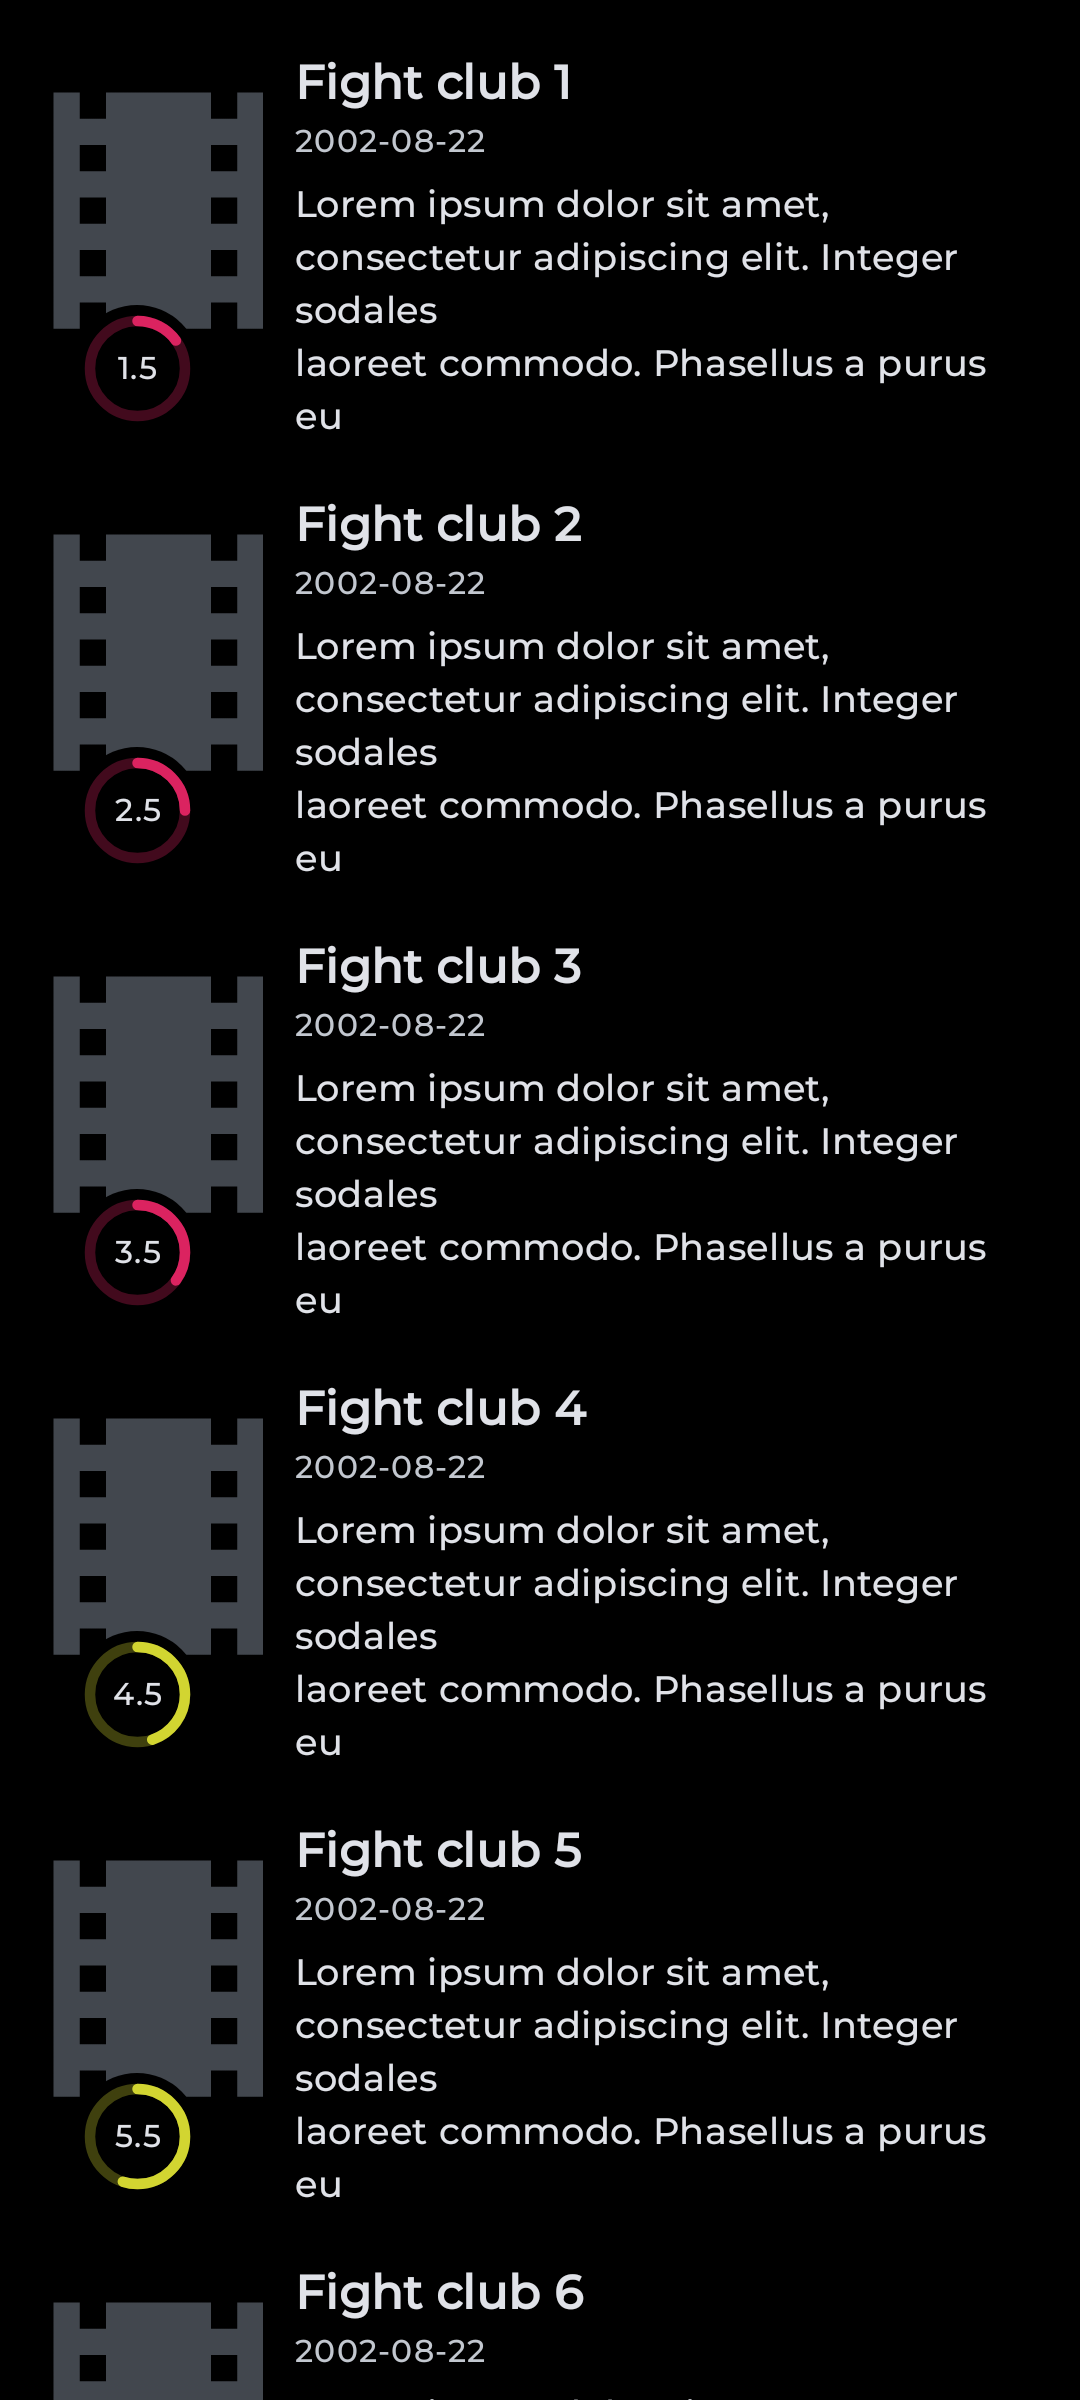 Fight club 1
2002-08-22
Lorem ipsum dolor sit amet,
consectetur adipiscing elit. Integer
sodales
laoreet commodo. Phasellus a purus
eu
1.5
Fight club 2
2002-08-22
Lorem ipsum dolor sit amet,
consectetur adipiscing elit. Integer
sodales
laoreet commodo. Phasellus a purus
eu
2.5
Fight club 3
2002-08-22
Lorem ipsum dolor sit amet,
consectetur adipiscing elit. Integer
sodales
laoreet commodo. Phasellus a purus
eu
3.5
Fight club 4
2002-08-22
Lorem ipsum dolor sit amet,
consectetur adipiscing elit. Integer
sodales
laoreet commodo. Phasellus a purus
eu
4.5
Fight club 5
2002-08-22
Lorem ipsum dolor sit amet,
consectetur adipiscing elit. Integer
sodales
laoreet commodo. Phasellus a purus
eu
5.5
Fight club 6
2002-08-22